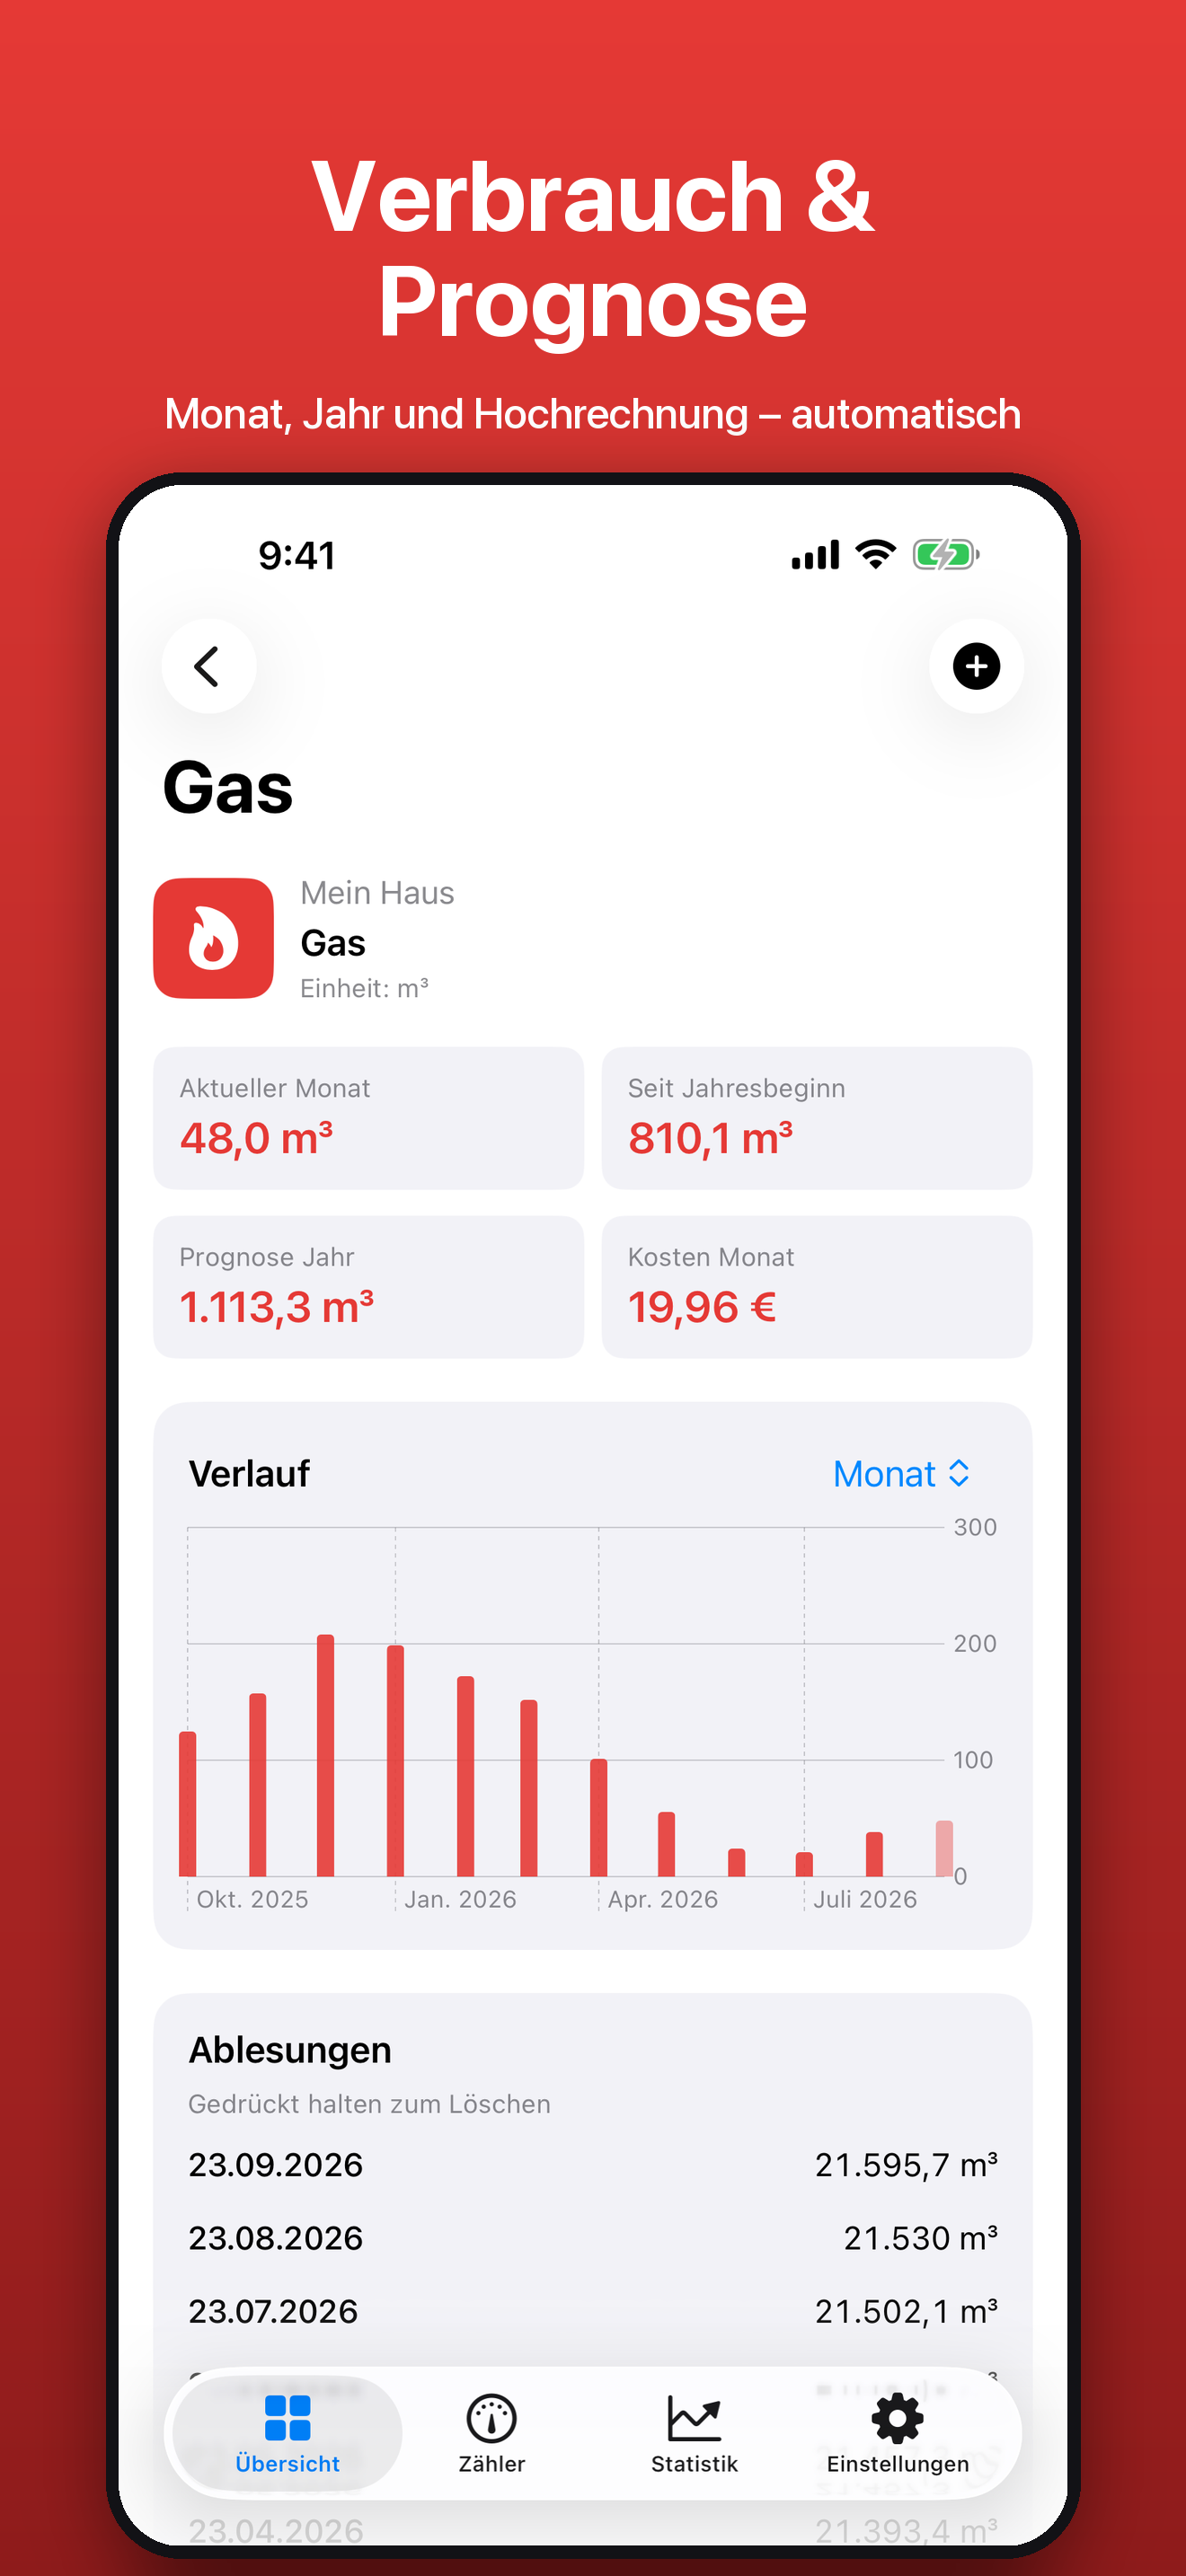 Verbrauch &
Prognose
Monat, Jahr und Hochrechnung – automatisch
9:41
Gas
Mein Haus
Gas
Einheit: m³
Aktueller Monat
48,0 m³
Seit Jahresbeginn
810,1 m³
Prognose Jahr
1.113,3 m³
Kosten Monat
19,96 €
Verlauf
Monat
300
200
100
0
Okt. 2025
Jan. 2026
Apr. 2026
Juli 2026
Ablesungen
Gedrückt halten zum Löschen
23.09.2026 21.595,7 m³
23.08.2026 21.530 m³
23.07.2026 21.502,1 m³
Übersicht
Zähler
Statistik
Einstellungen
23.04.2026 21.393,4 m³